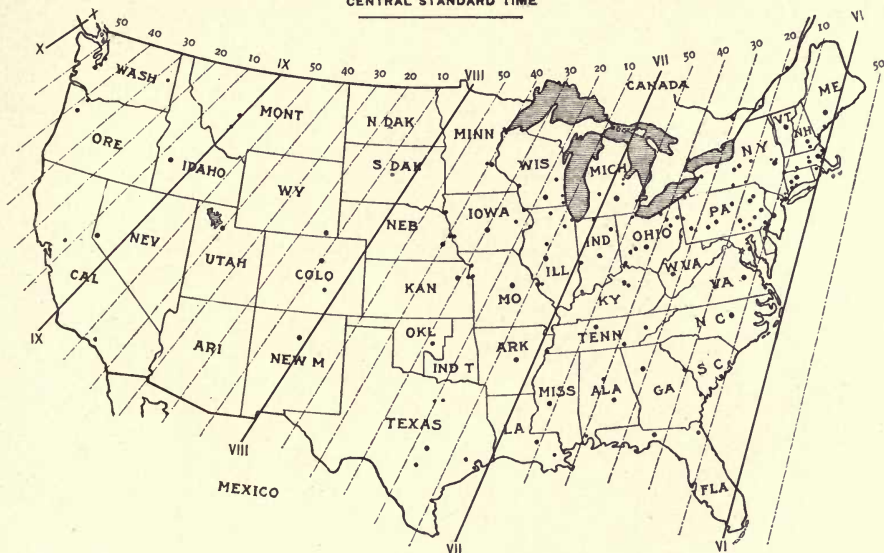 CENTRAL STANDARD TIME
X X 50 40 30 20 10 IX 50 40 30 20 10 VIII 50 40 30 20 10 VII 50 40 30 20 10 VI 50
CANADA
WASH
MONT
N DAK
MINN
ME
VT
NH
ORE
IDAHO
S DAK
WIS
MICH
N Y
WY
IOWA
NEB
PA
NEV
UTAH
COLO
ILL
IND
OHIO
W VA
CAL
KAN
MO
KY
VA
IX
ARI
NEW M
OKL
IND T
ARK
TENN
N C
S C
MISS
ALA
GA
TEXAS
LA
VIII
MEXICO
FLA
VII
VI